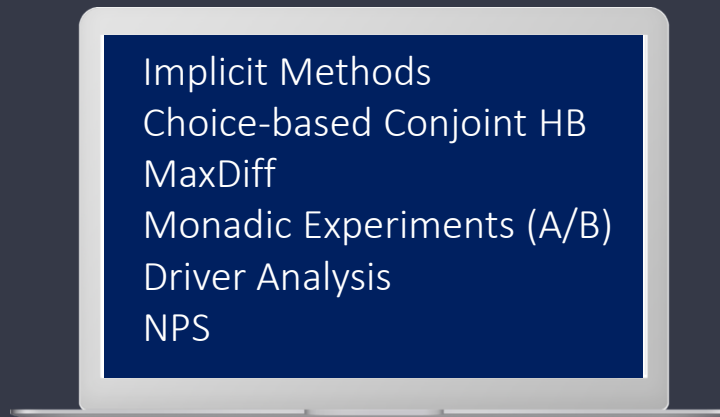 Implicit Methods
Choice-based Conjoint HB
MaxDiff
Monadic Experiments (A/B)
Driver Analysis
NPS